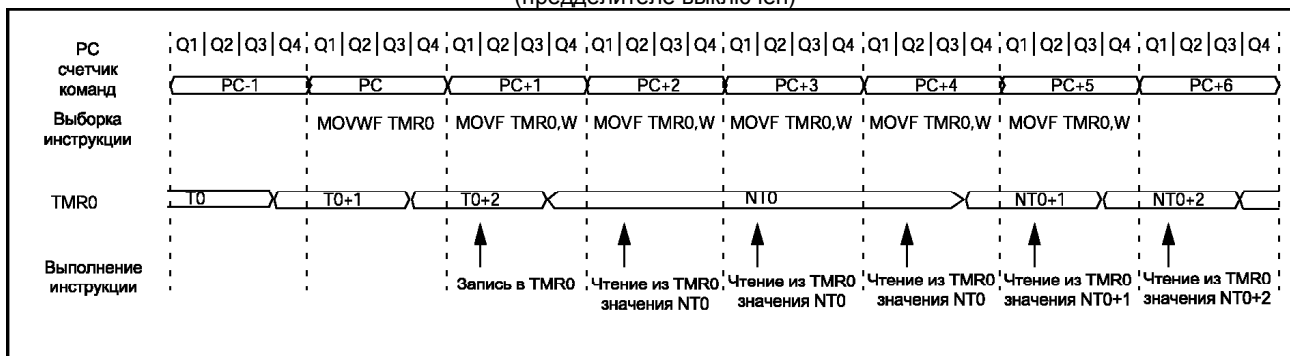 (предделителе выключен)
PC
счетчик
команд
Q1 Q2 Q3 Q4 Q1 Q2 Q3 Q4 Q1 Q2 Q3 Q4 Q1 Q2 Q3 Q4 Q1 Q2 Q3 Q4 Q1 Q2 Q3 Q4 Q1 Q2 Q3 Q4 Q1 Q2 Q3 Q4
PC-1 PC PC+1 PC+2 PC+3 PC+4 PC+5 PC+6
Выборка
инструкции
MOVWF TMR0 MOVF TMR0,W MOVF TMR0,W MOVF TMR0,W MOVF TMR0,W MOVF TMR0,W
TMR0
T0 T0+1 T0+2 NT0 NT0+1 NT0+2
Выполнение
инструкции
Запись в TMR0
Чтение из TMR0
значения NT0
Чтение из TMR0
значения NT0
Чтение из TMR0
значения NT0
Чтение из TMR0
значения NT0+1
Чтение из TMR0
значения NT0+2